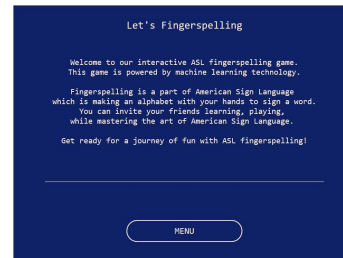 Let's Fingerspelling
Welcome to our interactive ASL fingerspelling game.
This game is powered by machine learning technology.
Fingerspelling is a part of American Sign Language
which is making an alphabet with your hands to sign a word.
You can invite your friends learning, playing,
while mastering the art of American Sign Language.
Get ready for a journey of fun with ASL fingerspelling!
MENU